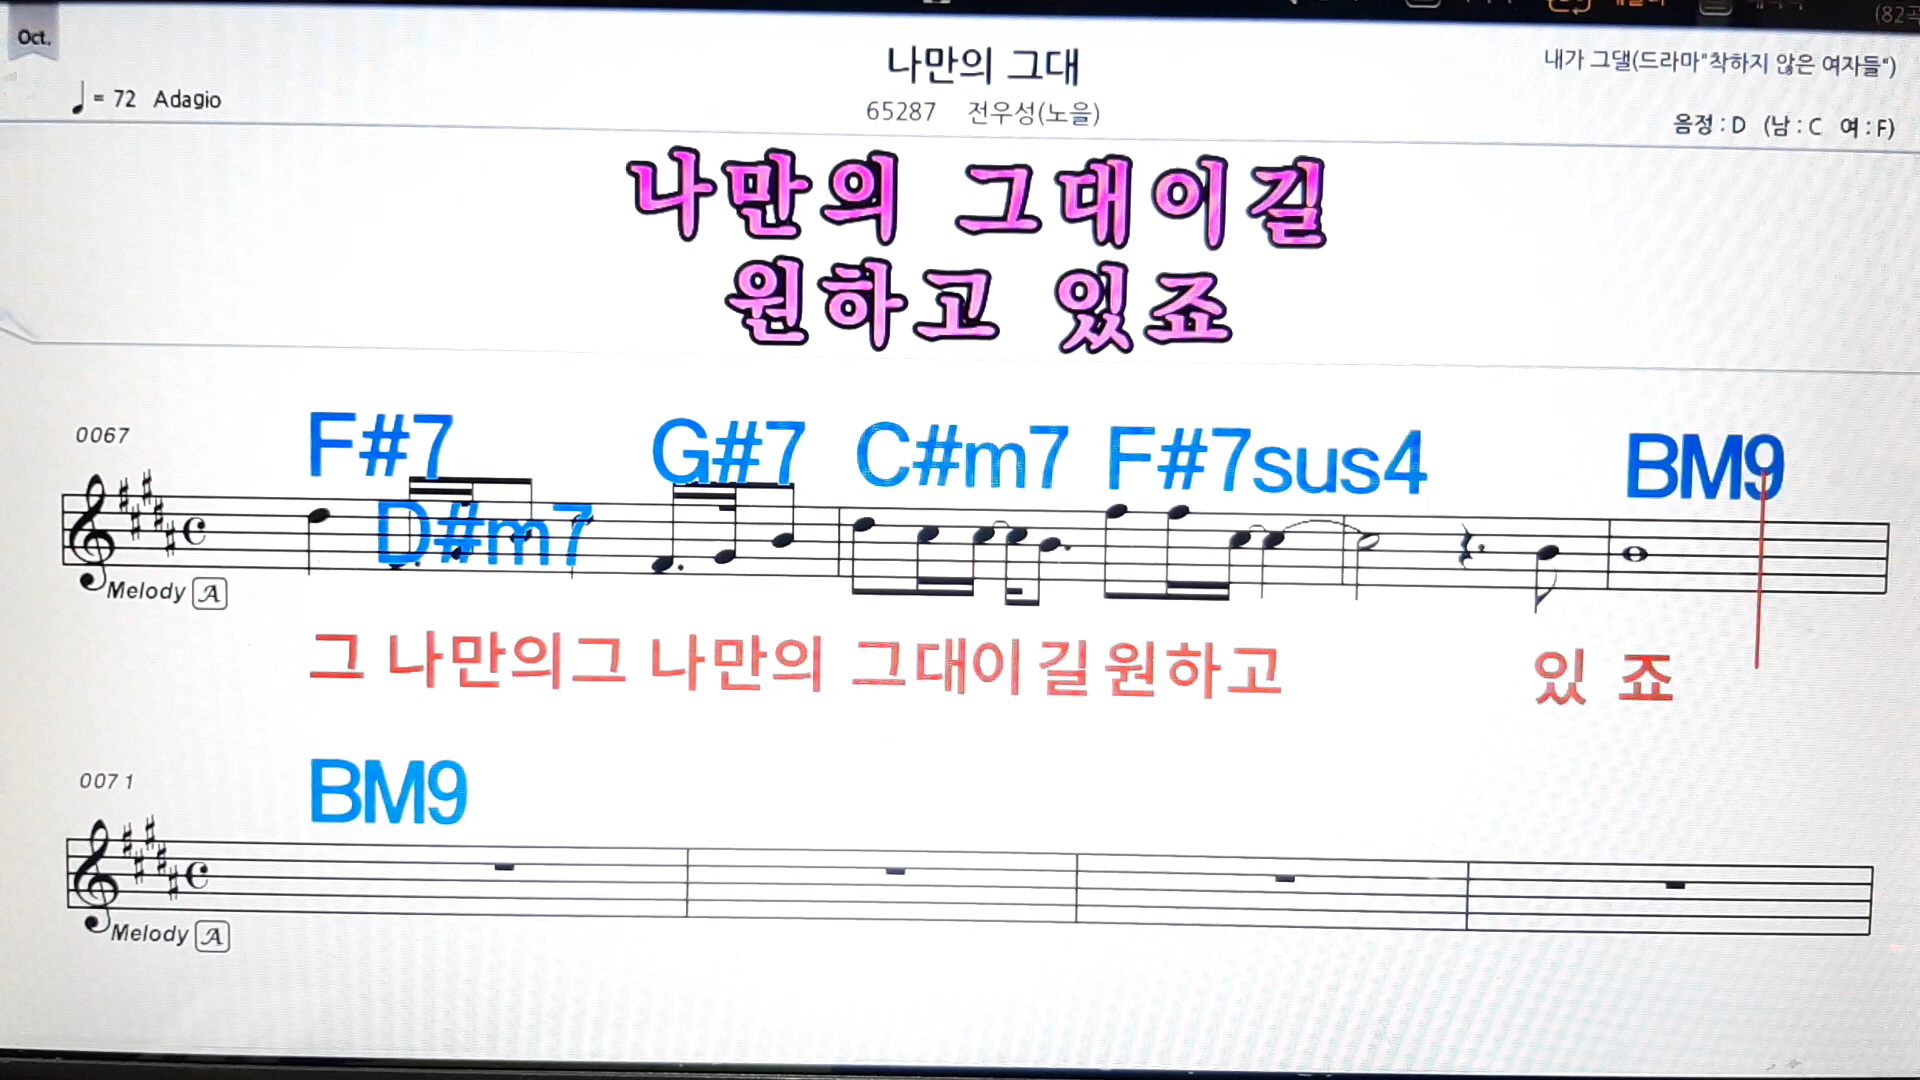 Oct.
나만의 그대
내가 그댈(드라마"착하지 않은 여자들")
= 72 Adagio
65287 전우성(노을)
음정 : D (남 : C 여 : F)
나만의 그대이길
원하고 있죠
0067
F#7 D#m7 G#7 C#m7 F#7sus4 BM9
Melody A
그 나만의그 나만의 그대이 길원하고 있 죠
0071
BM9
Melody A